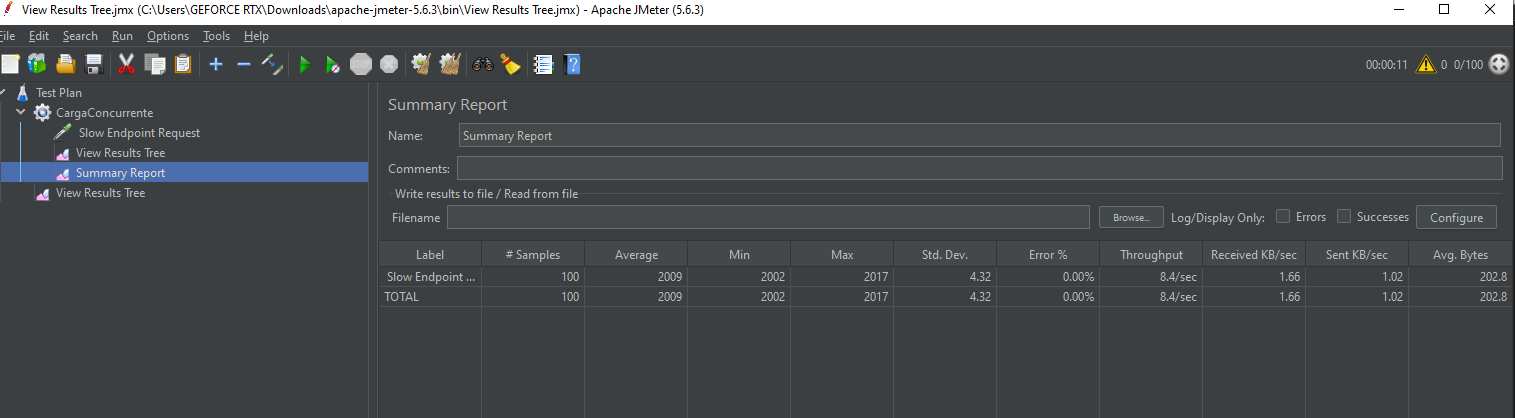 View Results Tree.jmx (C:\Users\GEFORCE RTX\Downloads\apache-jmeter-5.6.3\bin\View Results Tree.jmx) - Apache JMeter (5.6.3)
File Edit Search Run Options Tools Help
STOP 00:00:11 0 0/100
Test Plan
CargaConcurrente
Slow Endpoint Request
View Results Tree
Summary Report
View Results Tree
Summary Report
Name: Summary Report
Comments:
Write results to file / Read from file
Filename Browse... Log/Display Only: Errors Successes Configure
Label # Samples Average Min Max Std. Dev. Error % Throughput Received KB/sec Sent KB/sec Avg. Bytes
Slow Endpoint ... 100 2009 2002 2017 4.32 0.00% 8.4/sec 1.66 1.02 202.8
TOTAL 100 2009 2002 2017 4.32 0.00% 8.4/sec 1.66 1.02 202.8